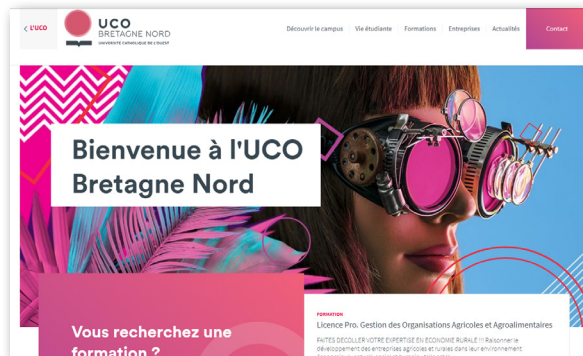 L'UCO
UCO
BRETAGNE NORD
UNIVERSITÉ CATHOLIQUE DE L'OUEST
Découvrir le campus
Vie étudiante
Formations
Entreprises
Actualités
Contact
Bienvenue à l'UCO
Bretagne Nord
Vous recherchez une
formation ?
FORMATION
Licence Pro. Gestion des Organisations Agricoles et Agroalimentaires
FAITES DECOLLER VOTRE EXPERTISE EN ECONOMIE RURALE !!! Raisonner le
développement des entreprises agricoles et rurales dans leur environnement